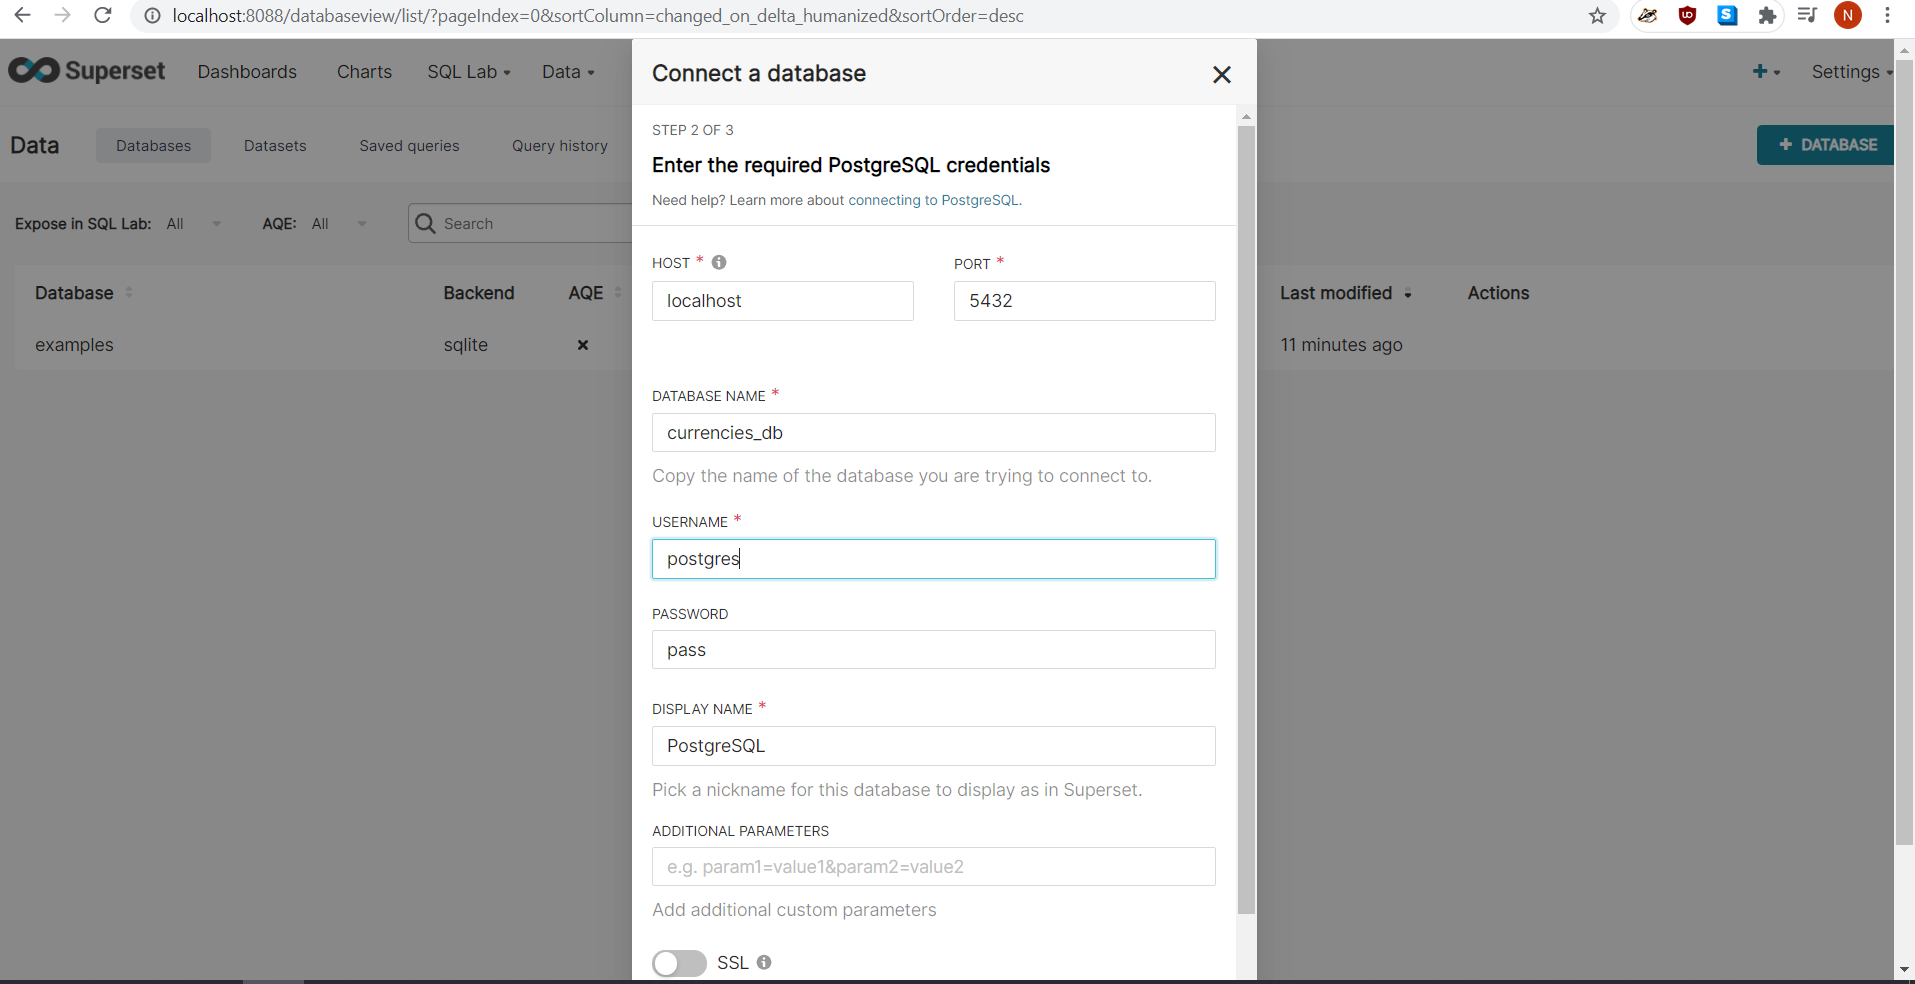 localhost:8088/databaseview/list/?pageIndex=0&sortColumn=changed_on_delta_humanized&sortOrder=desc
UO
S
N
Superset
Dashboards
Charts
SQL Lab
Data
Settings
Data
Databases
Datasets
Saved queries
Query history
+ DATABASE
Expose in SQL Lab: All
AQE: All
Search
Database
Backend
AQE
Last modified
Actions
examples
sqlite
11 minutes ago
Connect a database
STEP 2 OF 3
Enter the required PostgreSQL credentials
Need help? Learn more about connecting to PostgreSQL.
HOST *
PORT *
localhost
5432
DATABASE NAME *
currencies_db
Copy the name of the database you are trying to connect to.
USERNAME *
postgres
PASSWORD
pass
DISPLAY NAME *
PostgreSQL
Pick a nickname for this database to display as in Superset.
ADDITIONAL PARAMETERS
e.g. param1=value1&param2=value2
Add additional custom parameters
SSL